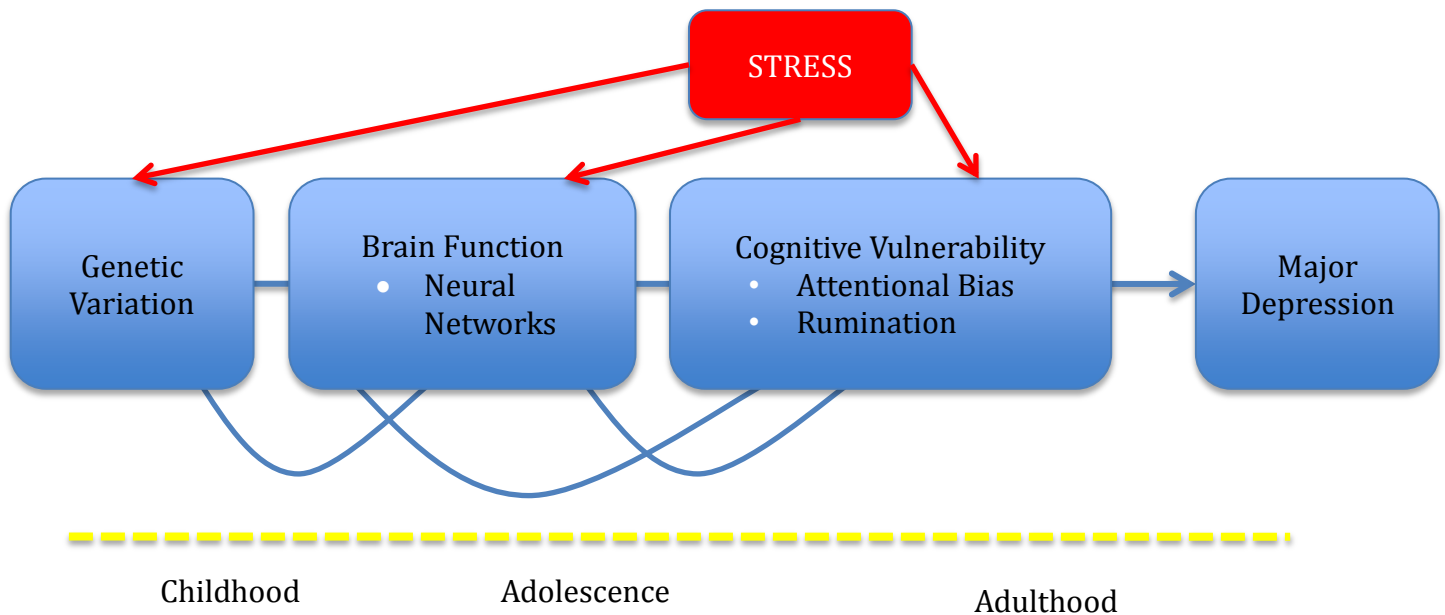 STRESS
Genetic
Variation
Brain Function
• Neural
Networks
Cognitive Vulnerability
• Attentional Bias
• Rumination
Major
Depression
Childhood
Adolescence
Adulthood